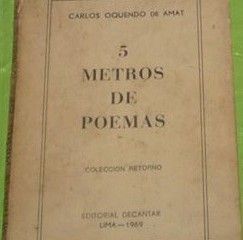 CARLOS OQUENDO DE AMAT
5
METROS
DE
POEMAS
COLECCION RETORNO
EDITORIAL DECANTAR
LIMA—1969